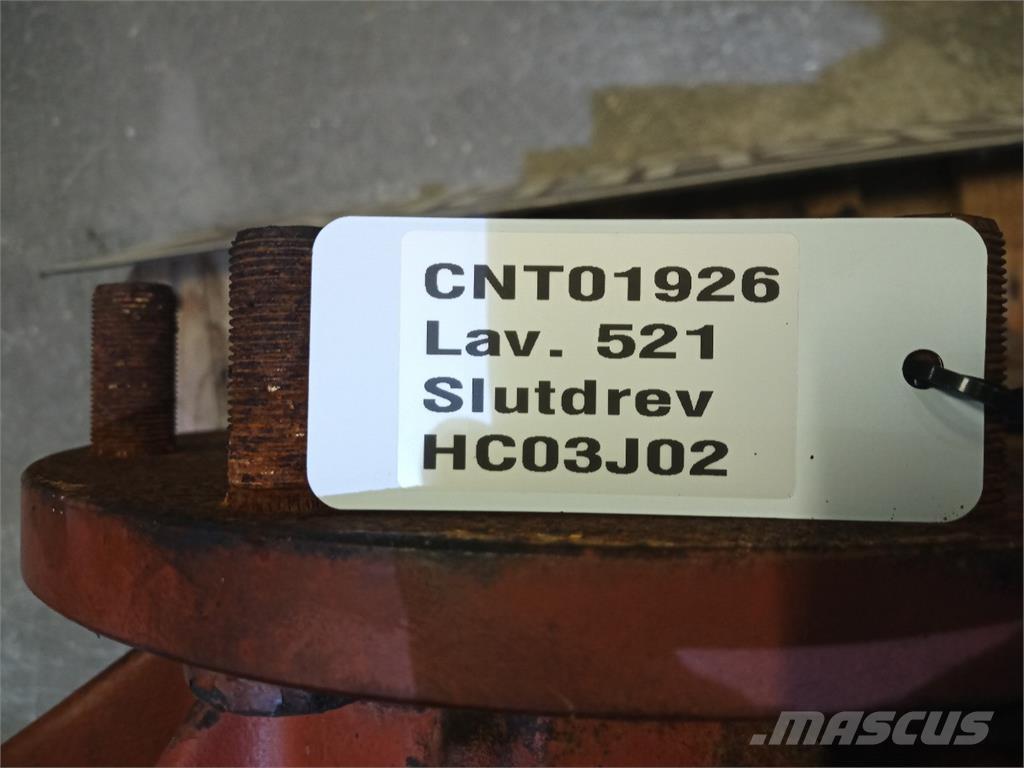 CNT01926
Lav. 521
Slutdrev
HC03J02
MASCUS